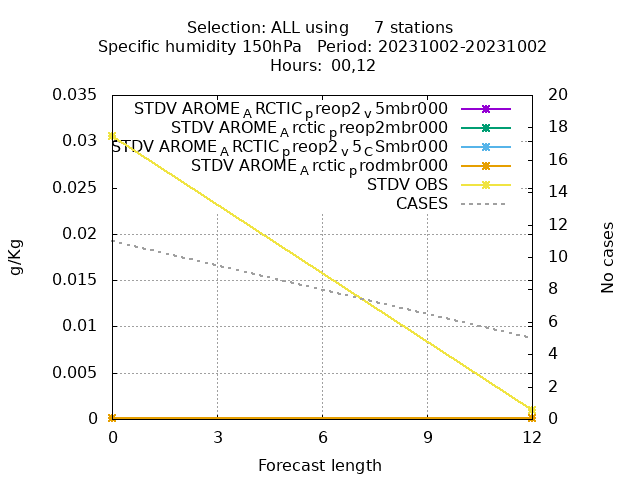 Selection: ALL using 7 stations
Specific humidity 150hPa Period: 20231002-20231002
Hours: 00,12
0.035
0.03
0.025
0.02
0.015
0.01
0.005
0
20
18
16
14
12
10
8
6
4
2
0
STDV AROME_ARCTIC_preop2_v5mbr000
STDV AROME_Arctic_preop2mbr000
STDV AROME_ARCTIC_preop2_v5_CSmbr000
STDV AROME_Arctic_prodmbr000
STDV OBS
CASES
g/Kg
No cases
0 3 6 9 12
Forecast length